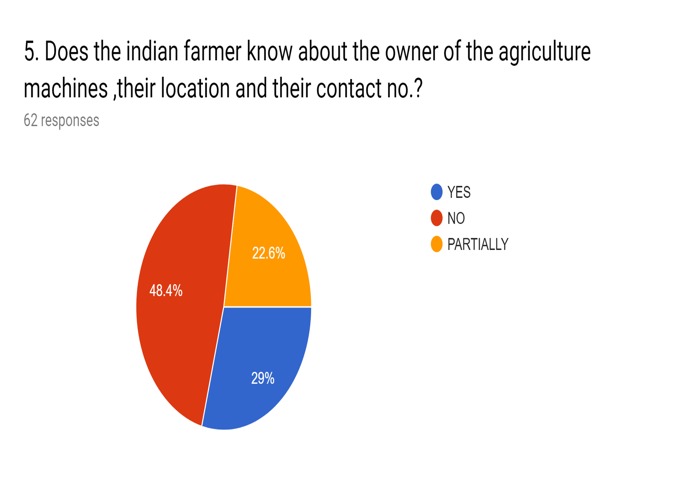 5. Does the indian farmer know about the owner of the agriculture
machines ,their location and their contact no.?
62 responses
YES
NO
PARTIALLY
22.6%
48.4%
29%